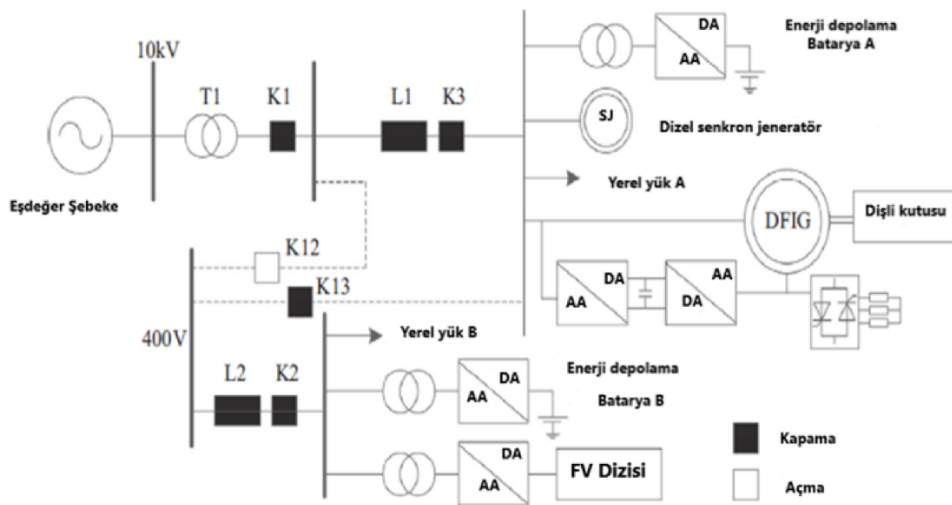 10kV
T1
K1
L1
K3
Eşdeğer Şebeke
DA
AA
Enerji depolama
Batarya A
SJ
Dizel senkron jeneratör
Yerel yük A
DFIG
Dişli kutusu
DA
AA
AA
DA
K12
K13
400V
L2
K2
Yerel yük B
DA
AA
Enerji depolama
Batarya B
DA
AA
FV Dizisi
Kapama
Açma